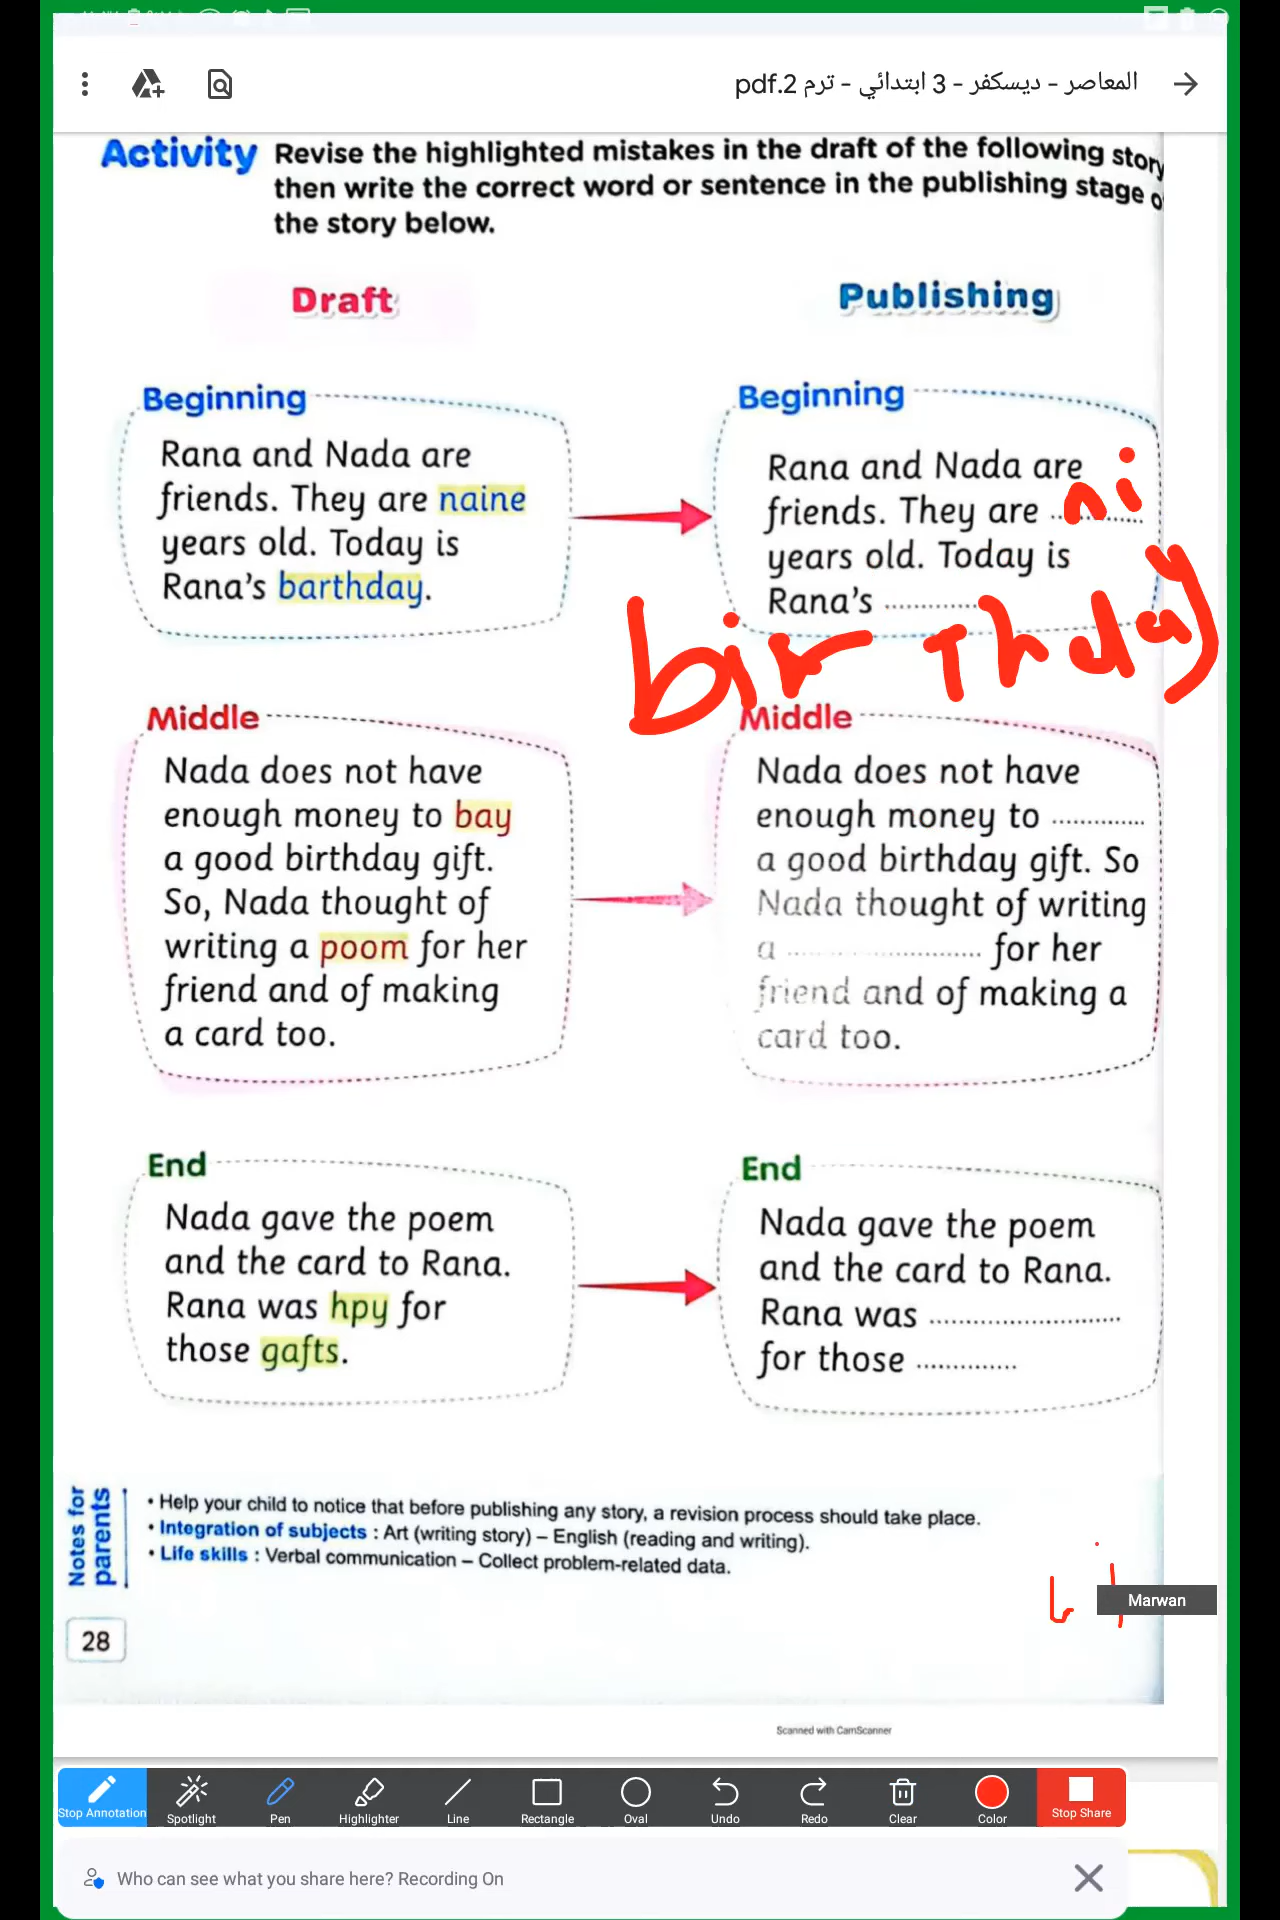 المعاصر - ديسكفر - 3 ابتدائي - ترم 2.pdf
Activity Revise the highlighted mistakes in the draft of the following story
then write the correct word or sentence in the publishing stage o
the story below.
Draft
Beginning
Rana and Nada are
friends. They are naine
years old. Today is
Rana's barthday.
Middle
Nada does not have
enough money to bay
a good birthday gift.
So, Nada thought of
writing a poom for her
friend and of making
a card too.
End
Nada gave the poem
and the card to Rana.
Rana was hpy for
those gafts.
Publishing
Beginning
Rana and Nada are
friends. They are ni
years old. Today is
Rana's ............
birthday
Middle
Nada does not have
enough money to ............
a good birthday gift. So
Nada thought of writing
a ........................ for her
friend and of making a
card too.
End
Nada gave the poem
and the card to Rana.
Rana was ........................
for those ............
Notes for
parents
• Help your child to notice that before publishing any story, a revision process should take place.
• Integration of subjects : Art (writing story) – English (reading and writing).
• Life skills : Verbal communication – Collect problem-related data.
Marwan
28
Scanned with CamScanner
Stop Annotation Spotlight Pen Highlighter Line Rectangle Oval Undo Redo Clear Color Stop Share
Who can see what you share here? Recording On